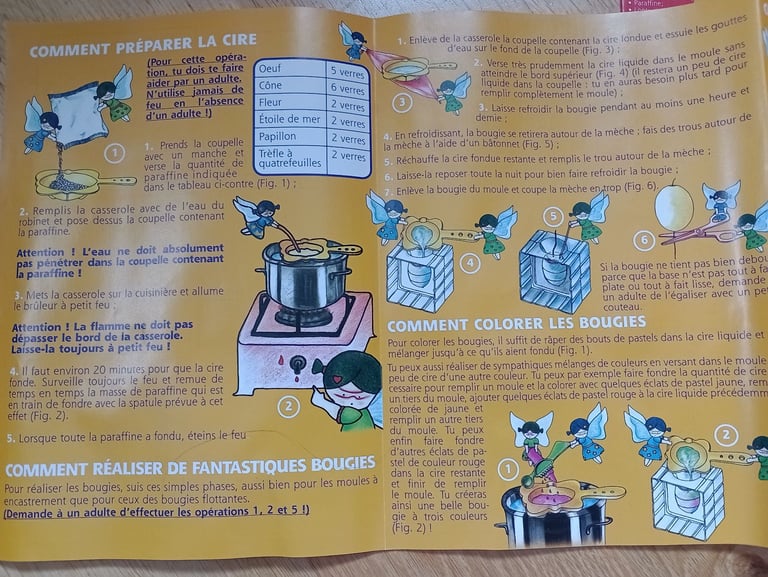 COMMENT PRÉPARER LA CIRE
(Pour cette opéra-
tion, tu dois te faire
aider par un adulte.
N'utilise jamais de
feu en l'absence
d'un adulte !)
Oeuf 5 verres
Cône 6 verres
Fleur 2 verres
Étoile de mer 2 verres
Papillon 2 verres
Trèfle à
quatrefeuilles 2 verres
1
1. Prends la coupelle
avec un manche et
verse la quantité de
paraffine indiquée
dans le tableau ci-contre (Fig. 1) ;
2. Remplis la casserole avec de l'eau du
robinet et pose dessus la coupelle contenant
la paraffine.
Attention ! L'eau ne doit absolument
pas pénétrer dans la coupelle contenant
la paraffine !
3. Mets la casserole sur la cuisinière et allume
le brûleur à petit feu ;
Attention ! La flamme ne doit pas
dépasser le bord de la casserole.
Laisse-la toujours à petit feu !
4. Il faut environ 20 minutes pour que la cire
fonde. Surveille toujours le feu et remue de
temps en temps la masse de paraffine qui est
en train de fondre avec la spatule prévue à cet
effet (Fig. 2).
2
5. Lorsque toute la paraffine a fondu, éteins le feu
COMMENT RÉALISER DE FANTASTIQUES BOUGIES
Pour réaliser les bougies, suis ces simples phases, aussi bien pour les moules à
encastrement que pour ceux des bougies flottantes.
(Demande à un adulte d'effectuer les opérations 1, 2 et 5 !)
Paraffine;
1. Enlève de la casserole la coupelle contenant la cire fondue et essuie les gouttes
d'eau sur le fond de la coupelle (Fig. 3) ;
2. Verse très prudemment la cire liquide dans le moule sans
atteindre le bord supérieur (Fig. 4) (il restera un peu de cire
liquide dans la coupelle : tu en auras besoin plus tard pour
remplir complètement le moule) ;
3
3. Laisse refroidir la bougie pendant au moins une heure et
demie ;
4. En refroidissant, la bougie se retirera autour de la mèche ; fais des trous autour de
la mèche à l'aide d'un bâtonnet (Fig. 5) ;
5. Réchauffe la cire fondue restante et remplis le trou autour de la mèche ;
6. Laisse-la reposer toute la nuit pour bien faire refroidir la bougie ;
7. Enlève la bougie du moule et coupe la mèche en trop (Fig. 6).
4
5
6
Si la bougie ne tient pas bien debou
parce que la base n'est pas tout à fa
plate ou tout à fait lisse, demande
un adulte de l'égaliser avec un pet
couteau.
COMMENT COLORER LES BOUGIES
Pour colorer les bougies, il suffit de râper des bouts de pastels dans la cire liquide et
mélanger jusqu'à ce qu'ils aient fondu (Fig. 1).
Tu peux aussi réaliser de sympathiques mélanges de couleurs en versant dans le moule
peu de cire d'une autre couleur. Tu peux par exemple faire fondre la quantité de cire
cessaire pour remplir un moule et la colorer avec quelques éclats de pastel jaune, rem
un tiers du moule, ajouter quelques éclats de pastel rouge à la cire liquide précédemm
colorée de jaune et
remplir un autre tiers
du moule. Tu peux
enfin faire fondre
d'autres éclats de pa-
stel de couleur rouge
dans la cire restante
et finir de remplir
le moule. Tu créeras
ainsi une belle bou-
gie à trois couleurs
(Fig. 2) !
1
2